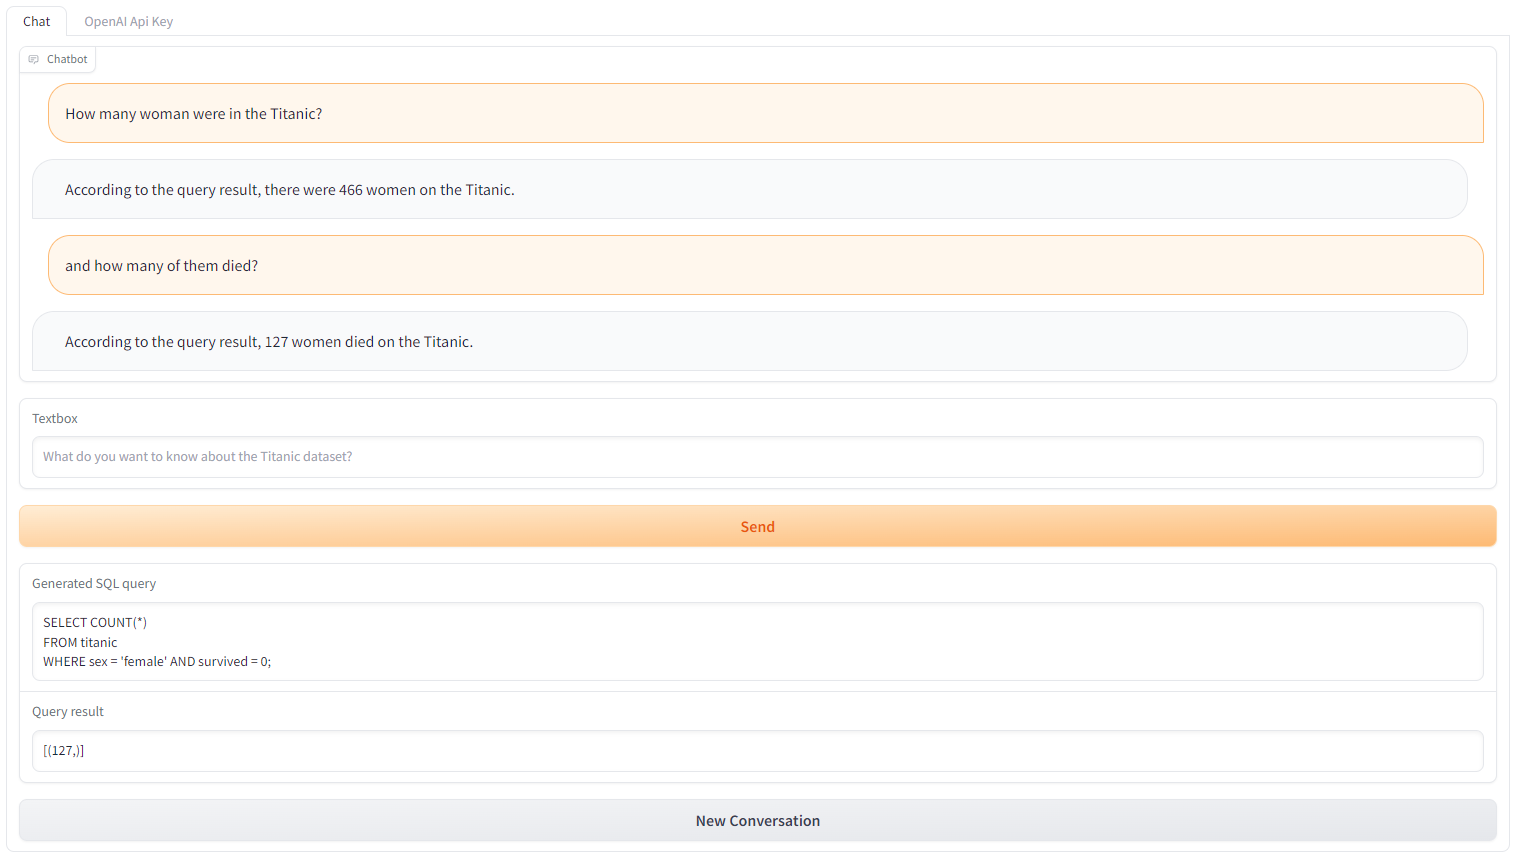 Chat
OpenAI Api Key
Chatbot
How many woman were in the Titanic?
According to the query result, there were 466 women on the Titanic.
and how many of them died?
According to the query result, 127 women died on the Titanic.
Textbox
What do you want to know about the Titanic dataset?
Send
Generated SQL query
SELECT COUNT(*)
FROM titanic
WHERE sex = 'female' AND survived = 0;
Query result
[(127,)]
New Conversation